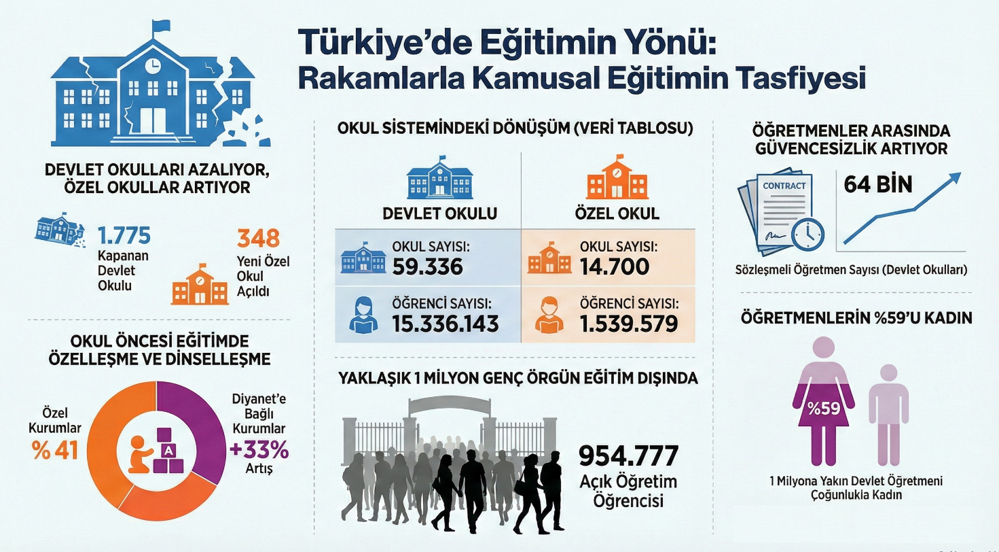 Türkiye'de Eğitimin Yönü:
Rakamlarla Kamusal Eğitimin Tasfiyesi
DEVLET OKULLARI AZALIYOR,
ÖZEL OKULLAR ARTIYOR
1.775
Kapanan
Devlet
Okulu
348
Yeni Özel
Okul
Açıldı
OKUL ÖNCESİ EĞİTİMDE
ÖZELLEŞME VE DİNSELLEŞME
Özel
Kurumlar
%41
Diyanet'e
Bağlı
Kurumlar
+33%
Artış
A
OKUL SİSTEMİNDEKİ DÖNÜŞÜM (VERİ TABLOSU)
DEVLET OKULU
ÖZEL OKUL
OKUL SAYISI:
59.336
OKUL SAYISI:
14.700
ÖĞRENCİ SAYISI:
15.336.143
ÖĞRENCİ SAYISI:
1.539.579
YAKLAŞIK 1 MİLYON GENÇ ÖRGÜN EĞİTİM DIŞINDA
954.777
Açık Öğretim
Öğrencisi
ÖĞRETMENLER ARASINDA
GÜVENCESİZLİK ARTIYOR
CONTRACT
64 BİN
Sözleşmeli Öğretmen Sayısı (Devlet Okulları)
ÖĞRETMENLERİN %59'U KADIN
%59
1 Milyona Yakın Devlet Öğretmeni
Çoğunlukla Kadın